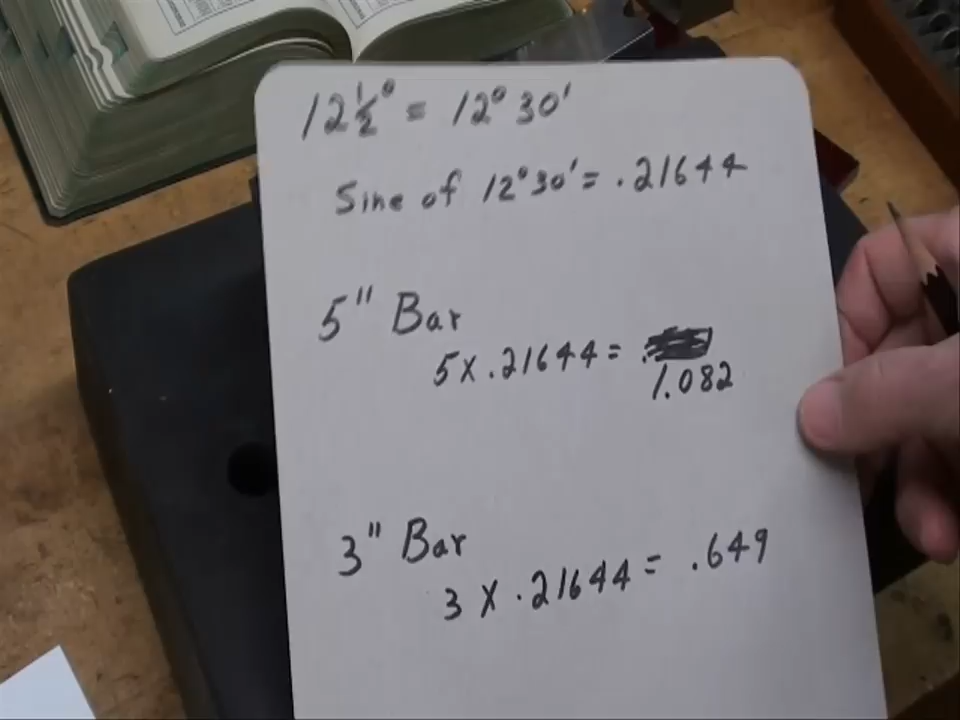 12½° = 12° 30'
Sine of 12°30' = .21644
5" Bar
5 X .21644 =
1.082
3" Bar
3 X .21644 = .649